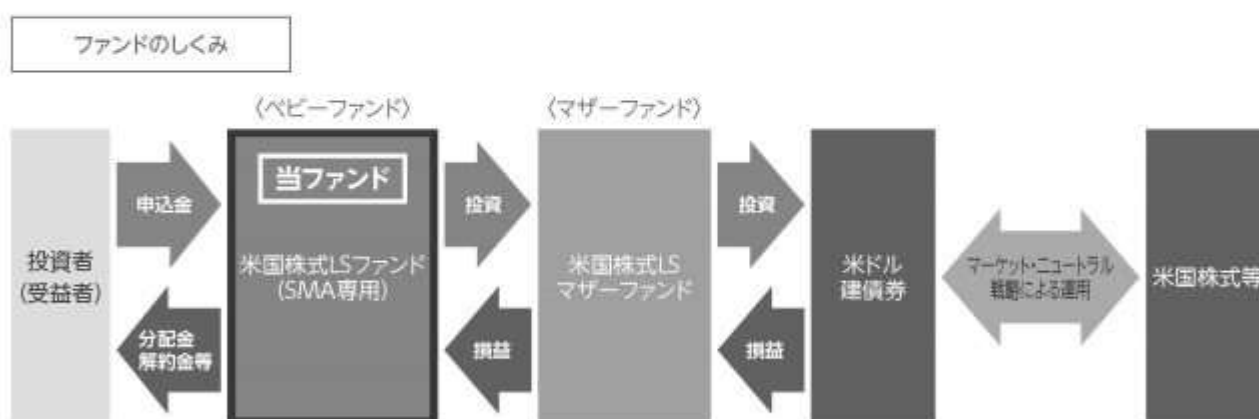 ファンドのしくみ
〈ベビーファンド〉
〈マザーファンド〉
投資者
(受益者)
申込金
分配金
解約金等
当ファンド
米国株式LSファンド
(SMA専用)
投資
損益
米国株式LS
マザーファンド
投資
損益
米ドル
建債券
マーケット・ニュートラル
戦略による運用
米国株式等